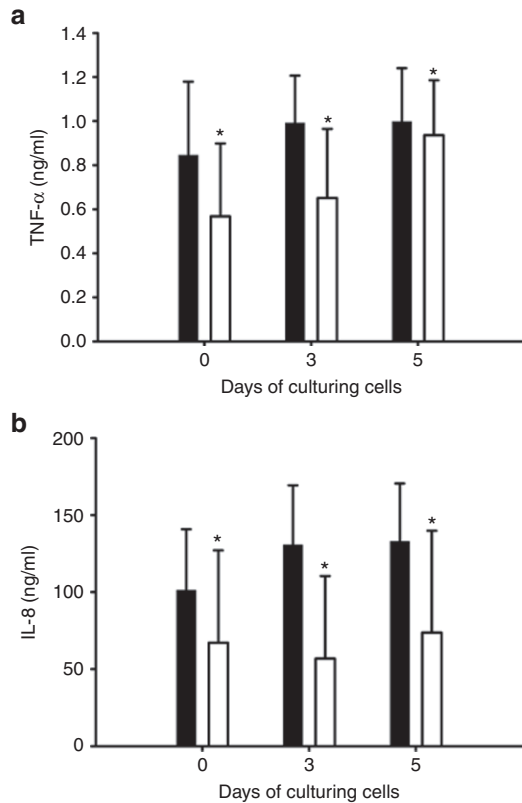 a
1.4
1.2
1.0
0.8
0.6
0.4
0.2
0.0
TNF-α (ng/ml)
* * *
0 3 5
Days of culturing cells
b
200
150
100
50
0
IL-8 (ng/ml)
* * *
0 3 5
Days of culturing cells